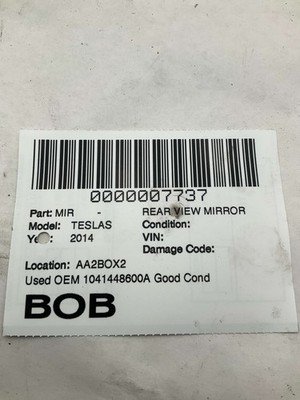 0000007737
Part: MIR - REAR VIEW MIRROR
Model: TESLAS Condition:
Year: 2014 VIN:
Damage Code:
Location: AA2BOX2
Used OEM 1041448600A Good Cond
BOB